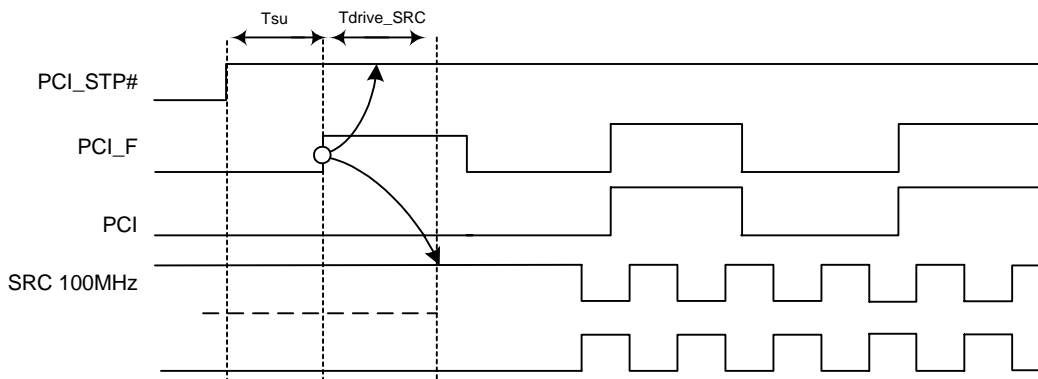 Tsu
Tdrive_SRC
PCI_STP#
PCI_F
PCI
SRC 100MHz